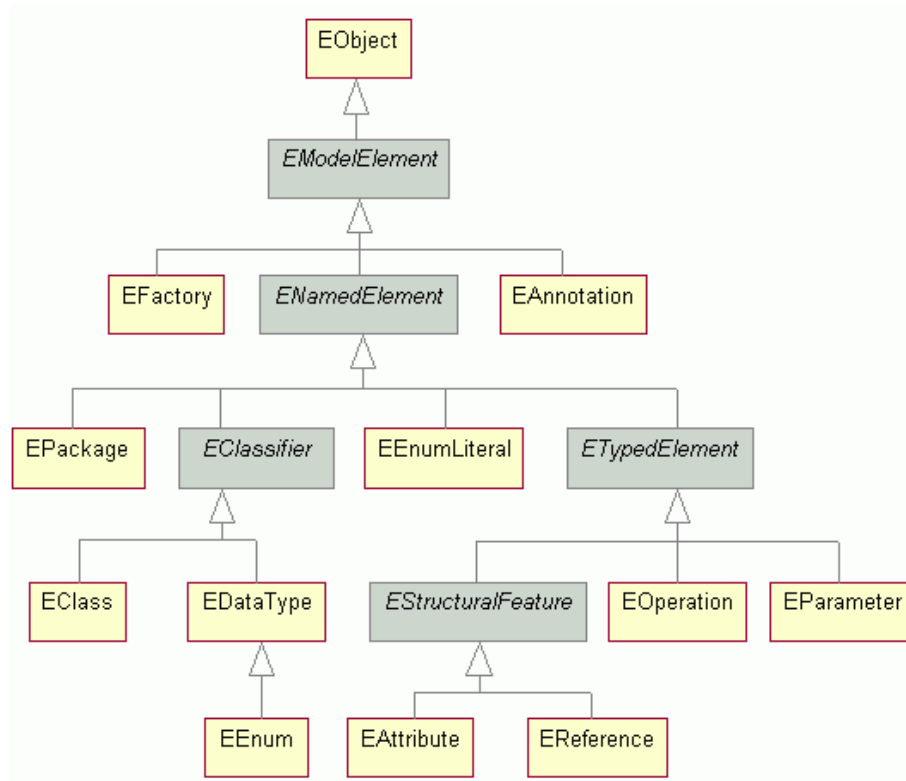 EObject
EModelElement
EFactory
ENamedElement
EAnnotation
EPackage
EClassifier
EEnumLiteral
ETypedElement
EClass
EDataType
EStructuralFeature
EOperation
EParameter
EEnum
EAttribute
EReference